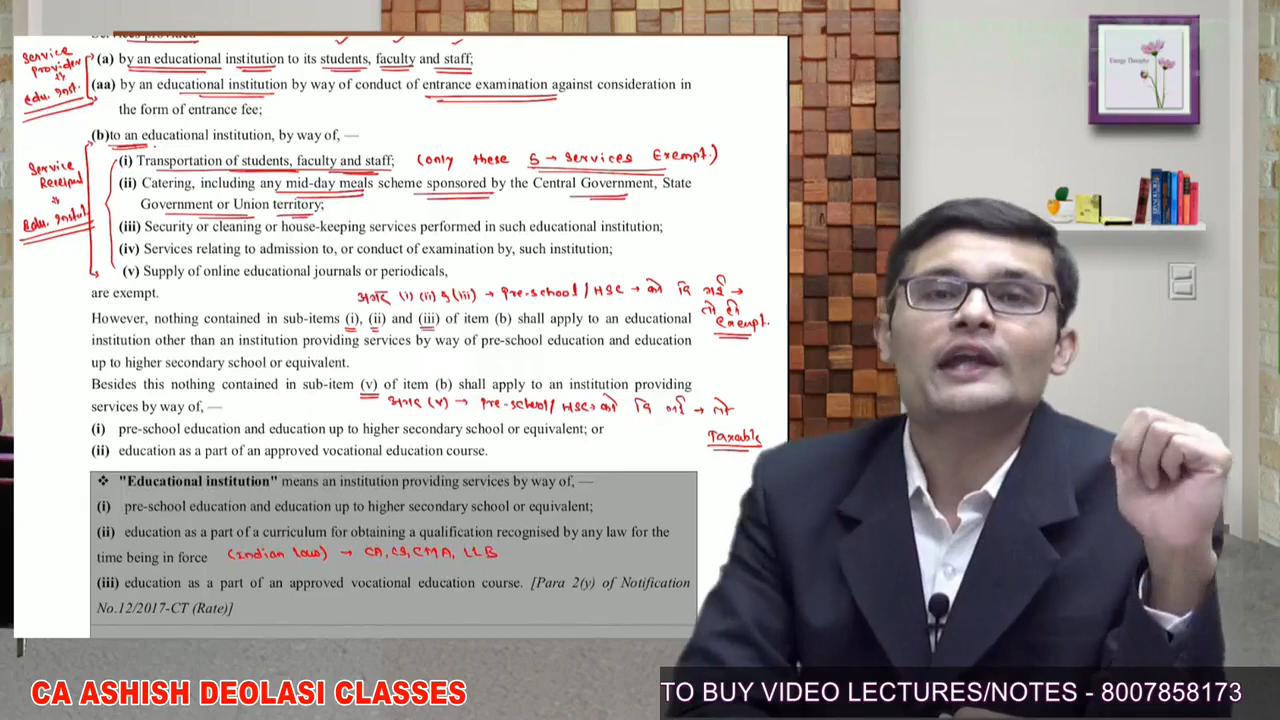 (a) by an educational institution to its students, faculty and staff;
Service Provider
Edu. Inst.
(aa) by an educational institution by way of conduct of entrance examination against consideration in
the form of entrance fee;
(b)to an educational institution, by way of, —
(i) Transportation of students, faculty and staff; (only these 5 → services Exempt.)
Service
(ii) Catering, including any mid-day meals scheme sponsored by the Central Government, State
Government or Union territory;
(iii) Security or cleaning or house-keeping services performed in such educational institution;
(iv) Services relating to admission to, or conduct of examination by, such institution;
(v) Supply of online educational journals or periodicals,
are exempt. अगर (i) (ii) & (iii) → Pre-school / HSC → को दि गई →
तो ही
exempt.
However, nothing contained in sub-items (i), (ii) and (iii) of item (b) shall apply to an educational
institution other than an institution providing services by way of pre-school education and education
up to higher secondary school or equivalent.
Besides this nothing contained in sub-item (v) of item (b) shall apply to an institution providing
services by way of, — अगर (v) → Pre-school / HSC → को दि गई → तो
Taxable
(i) pre-school education and education up to higher secondary school or equivalent; or
(ii) education as a part of an approved vocational education course.
❖ "Educational institution" means an institution providing services by way of, —
(i) pre-school education and education up to higher secondary school or equivalent;
(ii) education as a part of a curriculum for obtaining a qualification recognised by any law for the
time being in force (Indian law) → CA, CS, CMA, LLB
(iii) education as a part of an approved vocational education course. [Para 2(y) of Notification
No.12/2017-CT (Rate)]
Energy Therapy
CA ASHISH DEOLASI CLASSES
TO BUY VIDEO LECTURES/NOTES - 8007858173